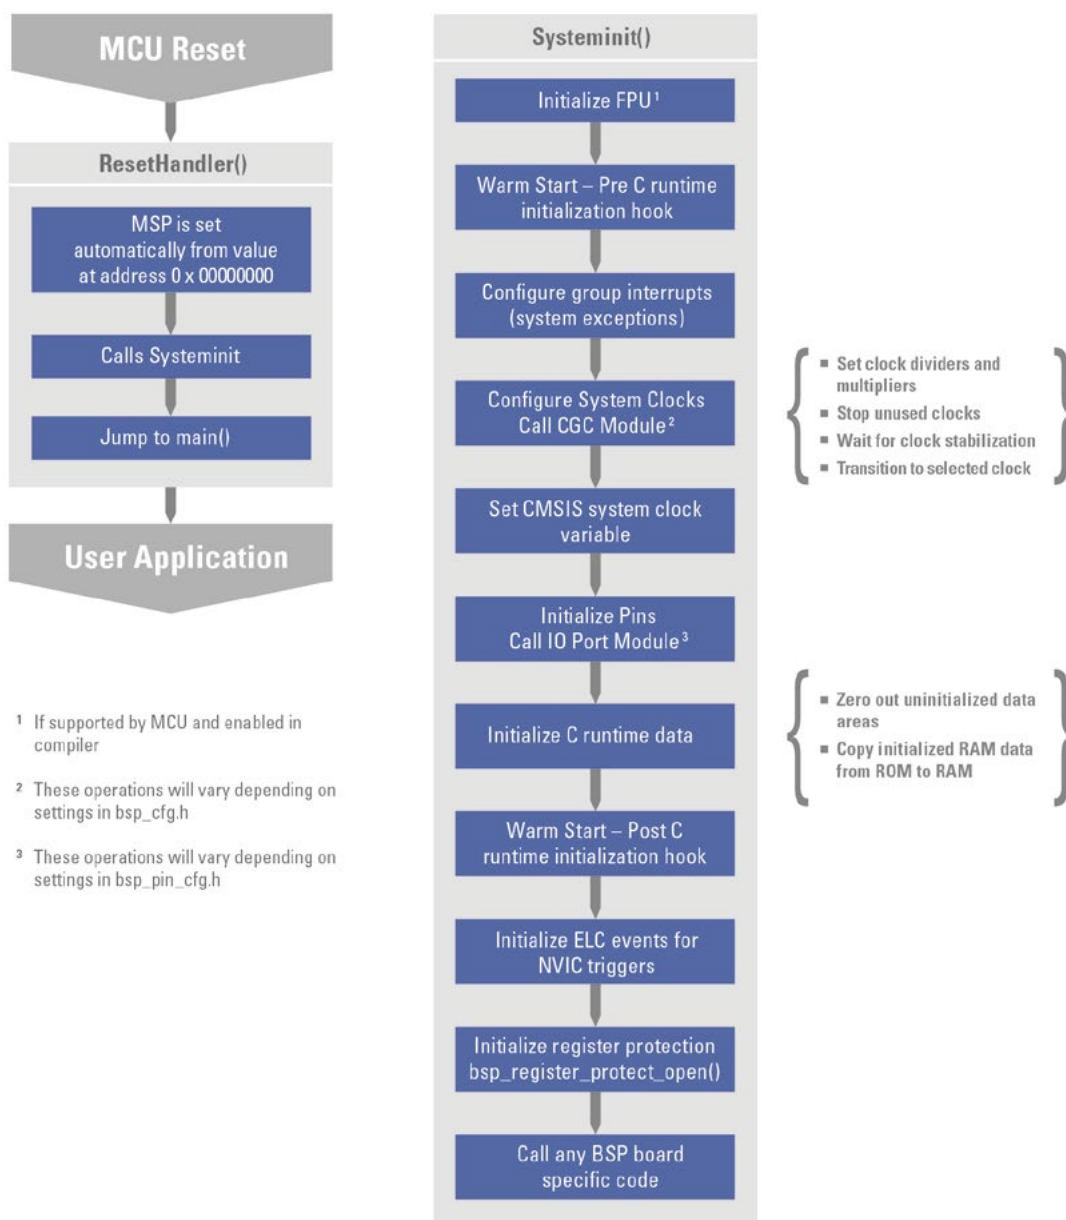 MCU Reset
ResetHandler()
MSP is set
automatically from value
at address 0 x 00000000
Calls Systeminit
Jump to main()
User Application
¹ If supported by MCU and enabled in
compiler
² These operations will vary depending on
settings in bsp_cfg.h
³ These operations will vary depending on
settings in bsp_pin_cfg.h
Systeminit()
Initialize FPU ¹
Warm Start – Pre C runtime
initialization hook
Configure group interrupts
(system exceptions)
Configure System Clocks
Call CGC Module ²
Set CMSIS system clock
variable
Initialize Pins
Call IO Port Module ³
Initialize C runtime data
Warm Start – Post C
runtime initialization hook
Initialize ELC events for
NVIC triggers
Initialize register protection
bsp_register_protect_open()
Call any BSP board
specific code
▪ Set clock dividers and
multipliers
▪ Stop unused clocks
▪ Wait for clock stabilization
▪ Transition to selected clock
▪ Zero out uninitialized data
areas
▪ Copy initialized RAM data
from ROM to RAM